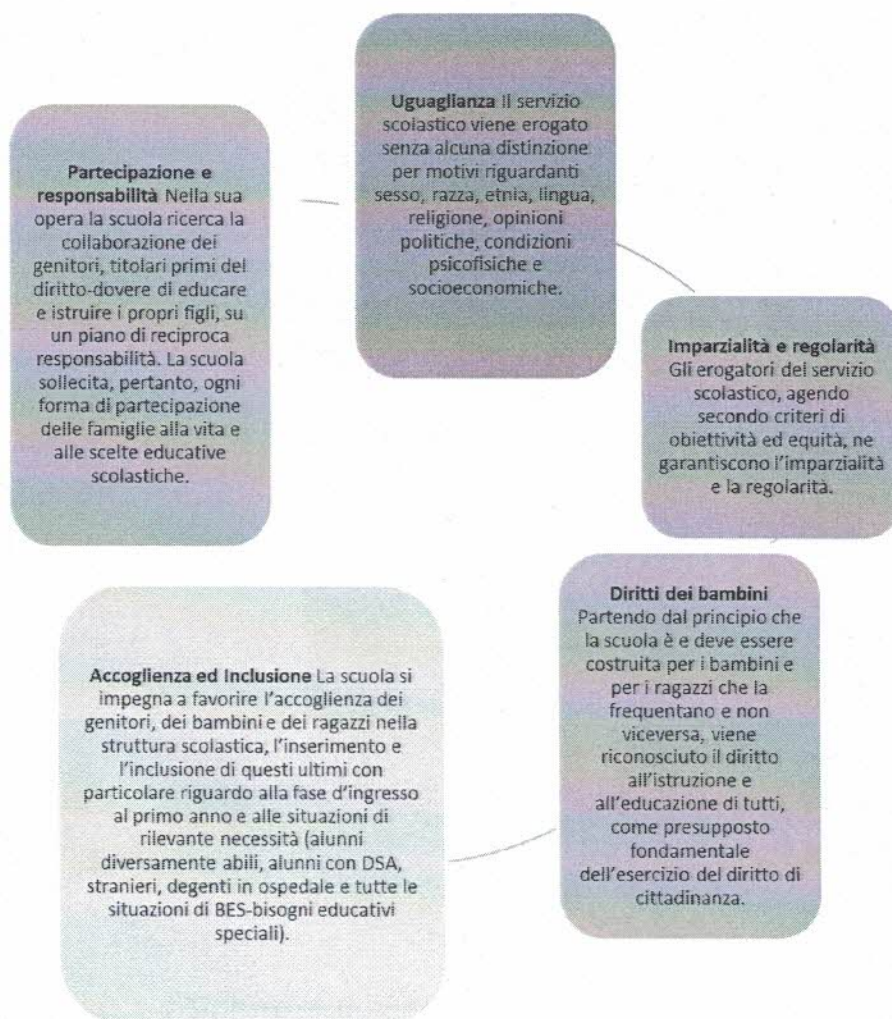 Uguaglianza Il servizio
scolastico viene erogato
senza alcuna distinzione
per motivi riguardanti
sesso, razza, etnia, lingua,
religione, opinioni
politiche, condizioni
psicofisiche e
socioeconomiche.
Imparzialità e regolarità
Gli erogatori del servizio
scolastico, agendo
secondo criteri di
obiettività ed equità, ne
garantiscono l'imparzialità
e la regolarità.
Diritti dei bambini
Partendo dal principio che
la scuola è e deve essere
costruita per i bambini e
per i ragazzi che la
frequentano e non
viceversa, viene
riconosciuto il diritto
all'istruzione e
all'educazione di tutti,
come presupposto
fondamentale
dell'esercizio del diritto di
cittadinanza.
Accoglienza ed Inclusione La scuola si
impegna a favorire l'accoglienza dei
genitori, dei bambini e dei ragazzi nella
struttura scolastica, l'inserimento e
l'inclusione di questi ultimi con
particolare riguardo alla fase d'ingresso
al primo anno e alle situazioni di
rilevante necessità (alunni
diversamente abili, alunni con DSA,
stranieri, degenti in ospedale e tutte le
situazioni di BES-bisogni educativi
speciali).
Partecipazione e
responsabilità Nella sua
opera la scuola ricerca la
collaborazione dei
genitori, titolari primi del
diritto-dovere di educare
e istruire i propri figli, su
un piano di reciproca
responsabilità. La scuola
sollecita, pertanto, ogni
forma di partecipazione
delle famiglie alla vita e
alle scelte educative
scolastiche.